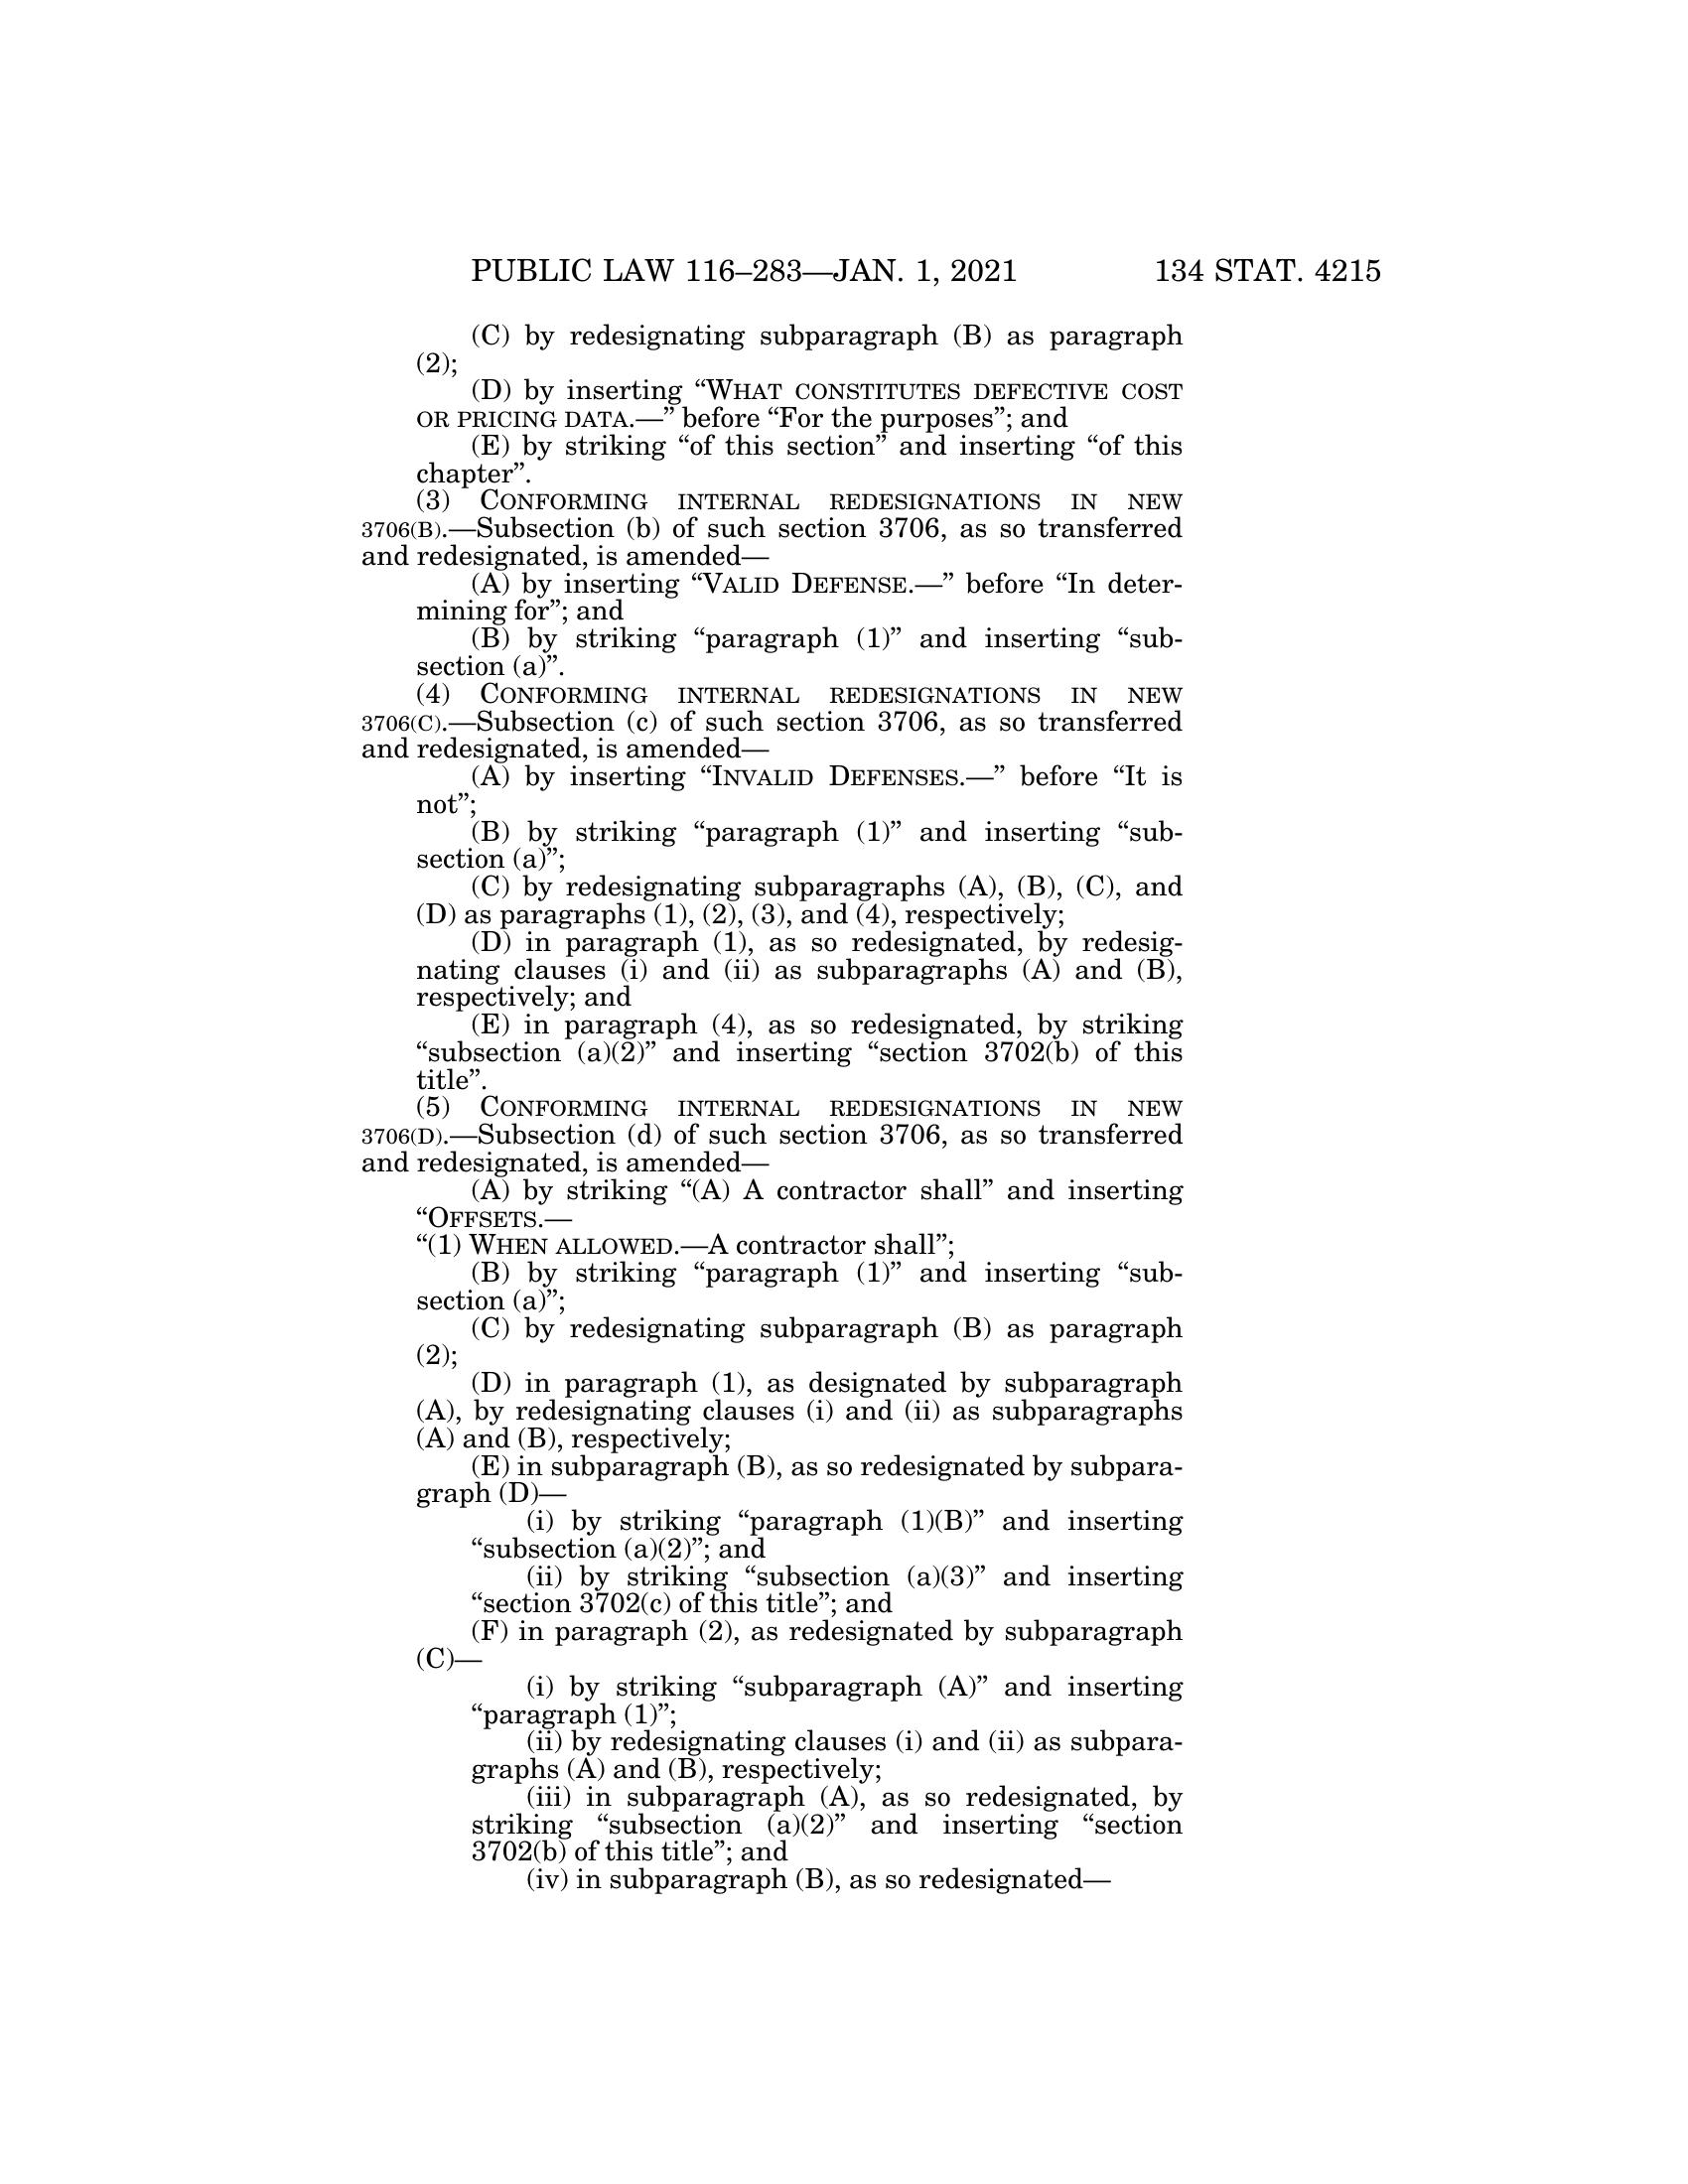 PUBLIC LAW 116–283—JAN. 1, 2021 134 STAT. 4215
(C) by redesignating subparagraph (B) as paragraph
(2);
(D) by inserting “WHAT CONSTITUTES DEFECTIVE COST
OR PRICING DATA.—” before “For the purposes”; and
(E) by striking “of this section” and inserting “of this
chapter”.
(3) CONFORMING INTERNAL REDESIGNATIONS IN NEW
3706(B).—Subsection (b) of such section 3706, as so transferred
and redesignated, is amended—
(A) by inserting “VALID DEFENSE.—” before “In deter-
mining for”; and
(B) by striking “paragraph (1)” and inserting “sub-
section (a)”.
(4) CONFORMING INTERNAL REDESIGNATIONS IN NEW
3706(C).—Subsection (c) of such section 3706, as so transferred
and redesignated, is amended—
(A) by inserting “INVALID DEFENSES.—” before “It is
not”;
(B) by striking “paragraph (1)” and inserting “sub-
section (a)”;
(C) by redesignating subparagraphs (A), (B), (C), and
(D) as paragraphs (1), (2), (3), and (4), respectively;
(D) in paragraph (1), as so redesignated, by redesig-
nating clauses (i) and (ii) as subparagraphs (A) and (B),
respectively; and
(E) in paragraph (4), as so redesignated, by striking
“subsection (a)(2)” and inserting “section 3702(b) of this
title”.
(5) CONFORMING INTERNAL REDESIGNATIONS IN NEW
3706(D).—Subsection (d) of such section 3706, as so transferred
and redesignated, is amended—
(A) by striking “(A) A contractor shall” and inserting
“OFFSETS.—
“(1) WHEN ALLOWED.—A contractor shall”;
(B) by striking “paragraph (1)” and inserting “sub-
section (a)”;
(C) by redesignating subparagraph (B) as paragraph
(2);
(D) in paragraph (1), as designated by subparagraph
(A), by redesignating clauses (i) and (ii) as subparagraphs
(A) and (B), respectively;
(E) in subparagraph (B), as so redesignated by subpara-
graph (D)—
(i) by striking “paragraph (1)(B)” and inserting
“subsection (a)(2)”; and
(ii) by striking “subsection (a)(3)” and inserting
“section 3702(c) of this title”; and
(F) in paragraph (2), as redesignated by subparagraph
(C)—
(i) by striking “subparagraph (A)” and inserting
“paragraph (1)”;
(ii) by redesignating clauses (i) and (ii) as subpara-
graphs (A) and (B), respectively;
(iii) in subparagraph (A), as so redesignated, by
striking “subsection (a)(2)” and inserting “section
3702(b) of this title”; and
(iv) in subparagraph (B), as so redesignated—